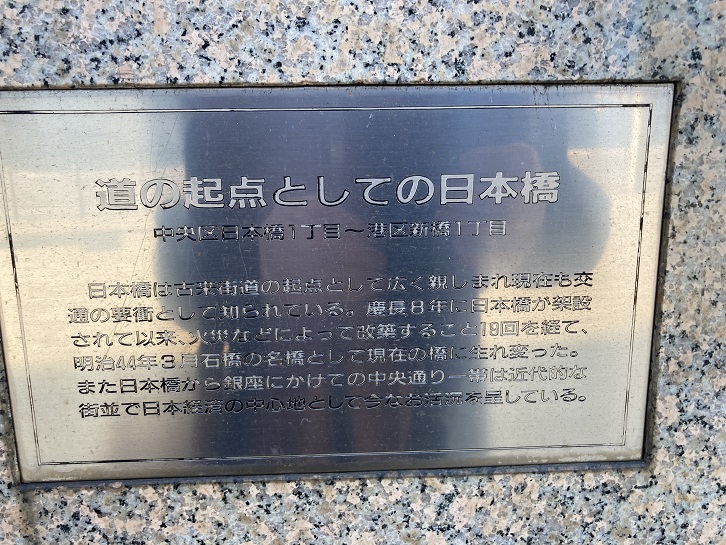 道の起点としての日本橋
中央区日本橋1丁目～港区新橋1丁目
日本橋は古来街道の起点として広く親しまれ現在も交
通の要衝として知られている。慶長8年に日本橋が架設
されて以来、火災などによって改築すること19回を経て、
明治44年3月石橋の名橋として現在の橋に生れ変った。
また日本橋から銀座にかけての中央通り一帯は近代的な
街並で日本経済の中心地として今なお活況を呈している。